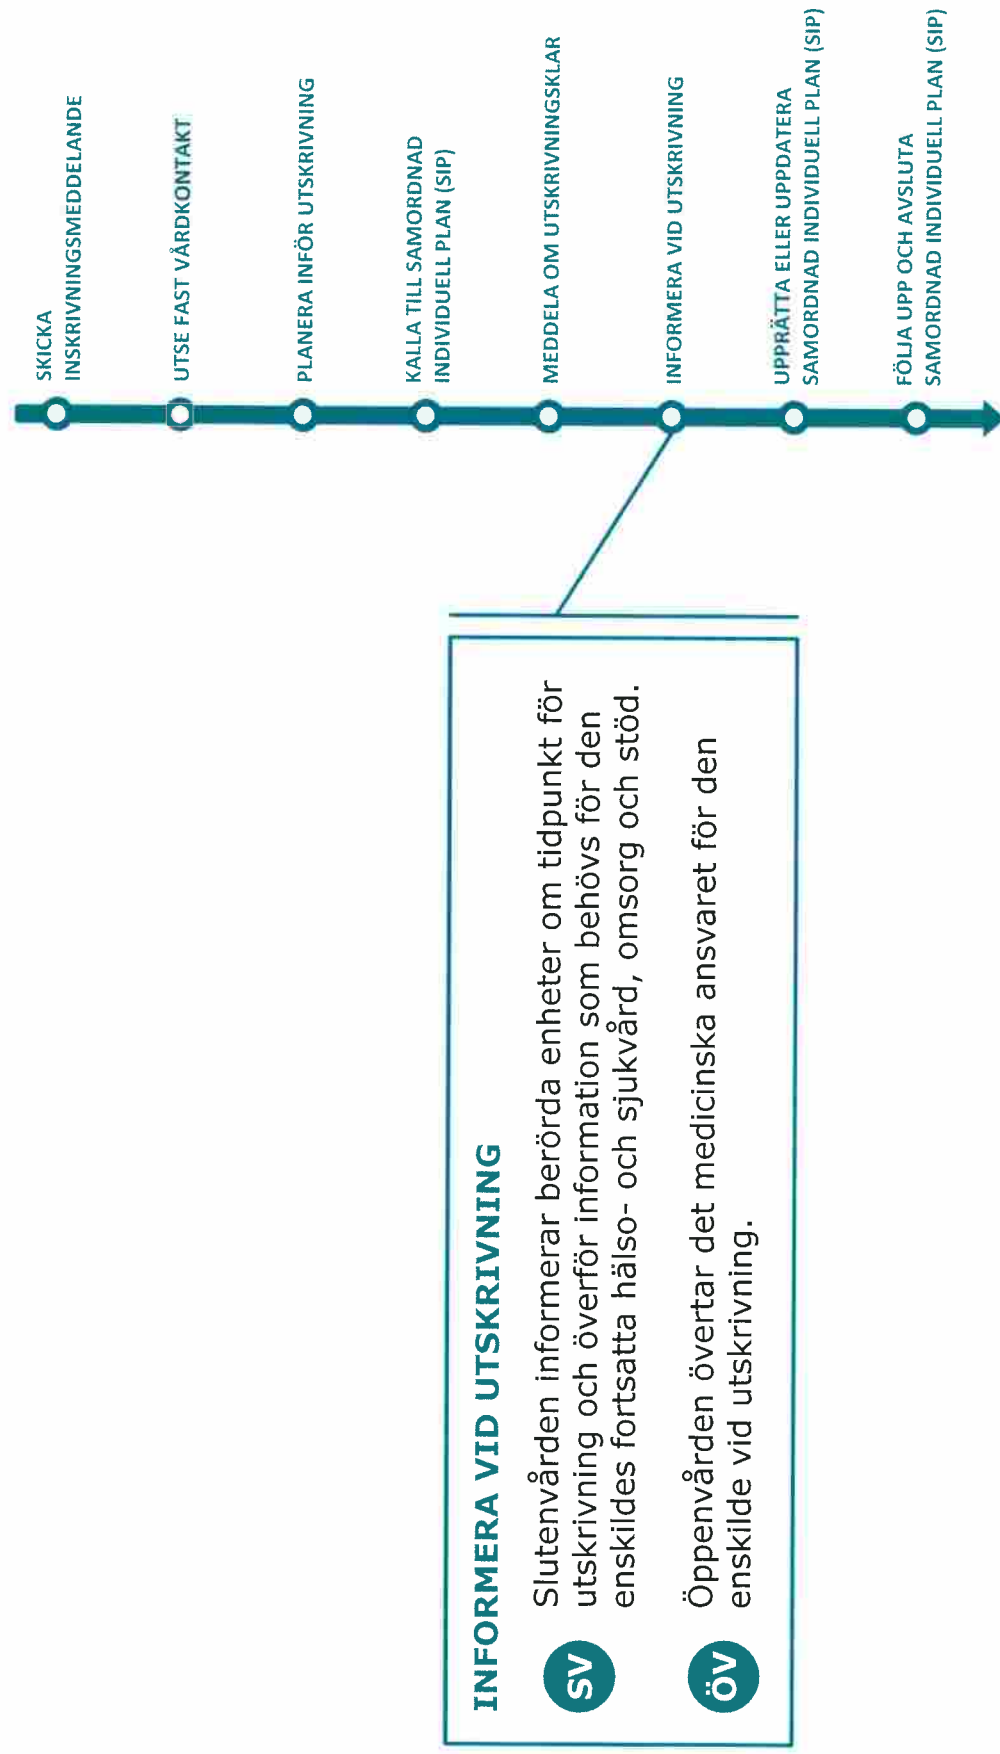 SKICKA
INSKRIVNINGSMEDDELANDE
UTSE FAST VÅRDKONTAKT
PLANERA INFÖR UTSKRIVNING
KALLA TILL SAMORDNAD
INDIVIDUELL PLAN (SIP)
MEDDELA OM UTSKRIVNINGSKLAR
INFORMERA VID UTSKRIVNING
UPPRÄTTA ELLER UPPDATERA
SAMORDNAD INDIVIDUELL PLAN (SIP)
FÖLJA UPP OCH AVSLUTA
SAMORDNAD INDIVIDUELL PLAN (SIP)
INFORMERA VID UTSKRIVNING
SV
Slutenvården informerar berörda enheter om tidpunkt för
utskrivning och överför information som behövs för den
enskildes fortsatta hälso- och sjukvård, omsorg och stöd.
ÖV
Öppenvården övertar det medicinska ansvaret för den
enskilde vid utskrivning.